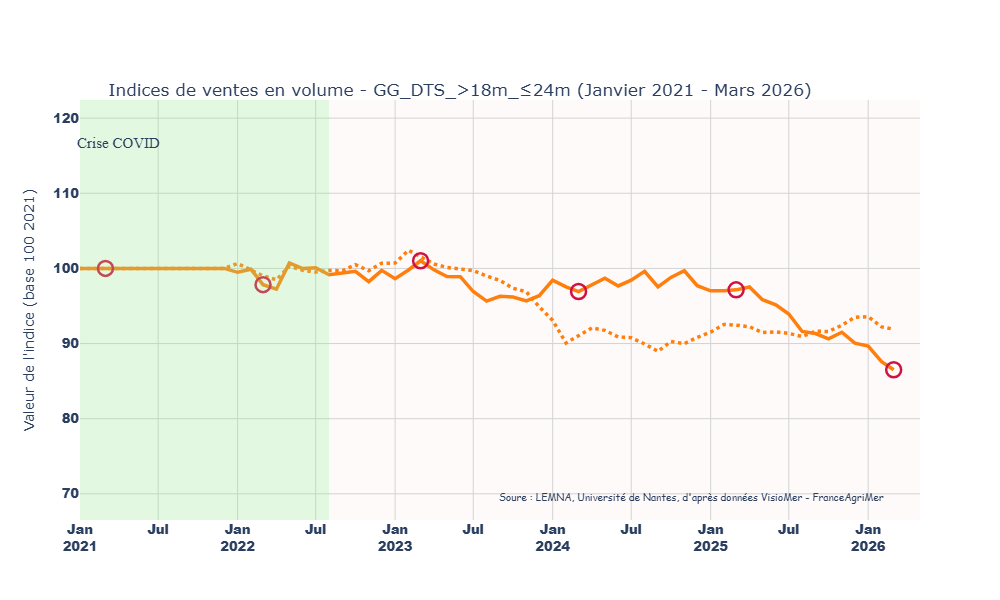 Indices de ventes en volume - GG_DTS_>18m_≤24m (Janvier 2021 - Mars 2026)
Valeur de l'indice (base 100 2021)
120
110
100
90
80
70
Crise COVID
Soure : LEMNA, Université de Nantes, d'après données VisioMer - FranceAgriMer
Jan Jul Jan Jul Jan Jul Jan Jul Jan Jul Jan
2021 2022 2023 2024 2025 2026